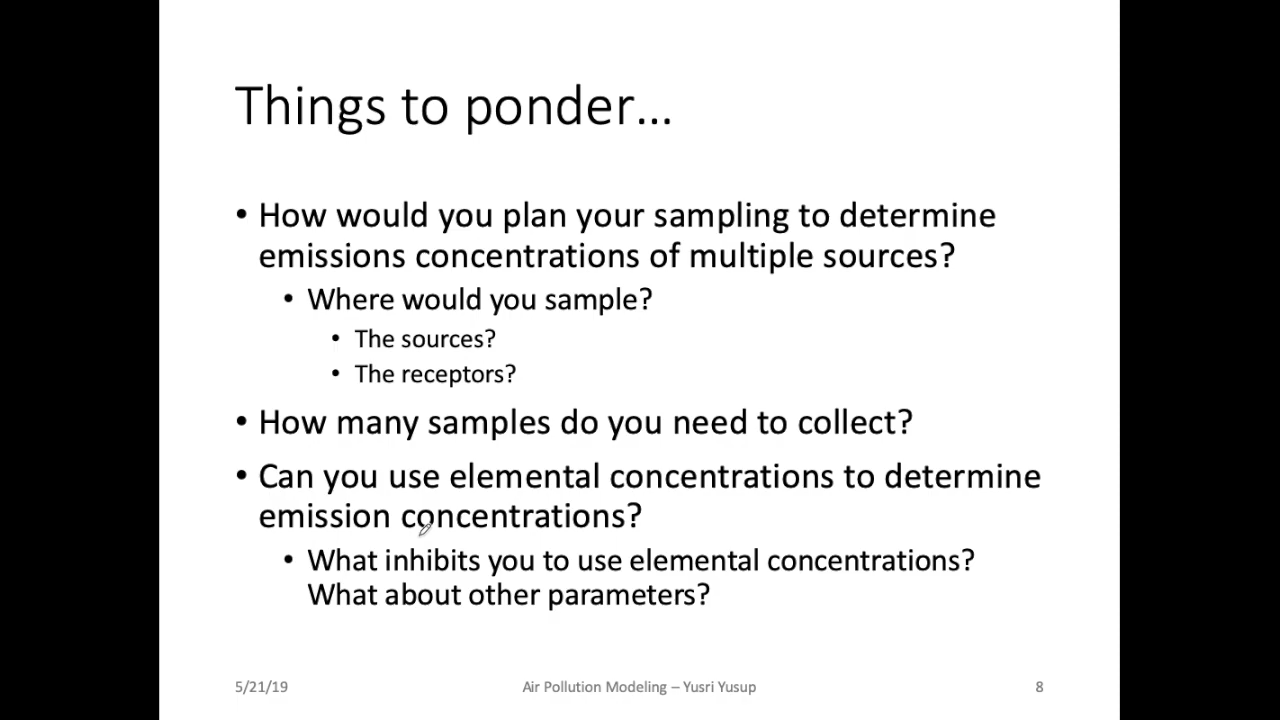 Things to ponder…
• How would you plan your sampling to determine
emissions concentrations of multiple sources?
• Where would you sample?
• The sources?
• The receptors?
• How many samples do you need to collect?
• Can you use elemental concentrations to determine
emission concentrations?
• What inhibits you to use elemental concentrations?
What about other parameters?
5/21/19 Air Pollution Modeling – Yusri Yusup 8